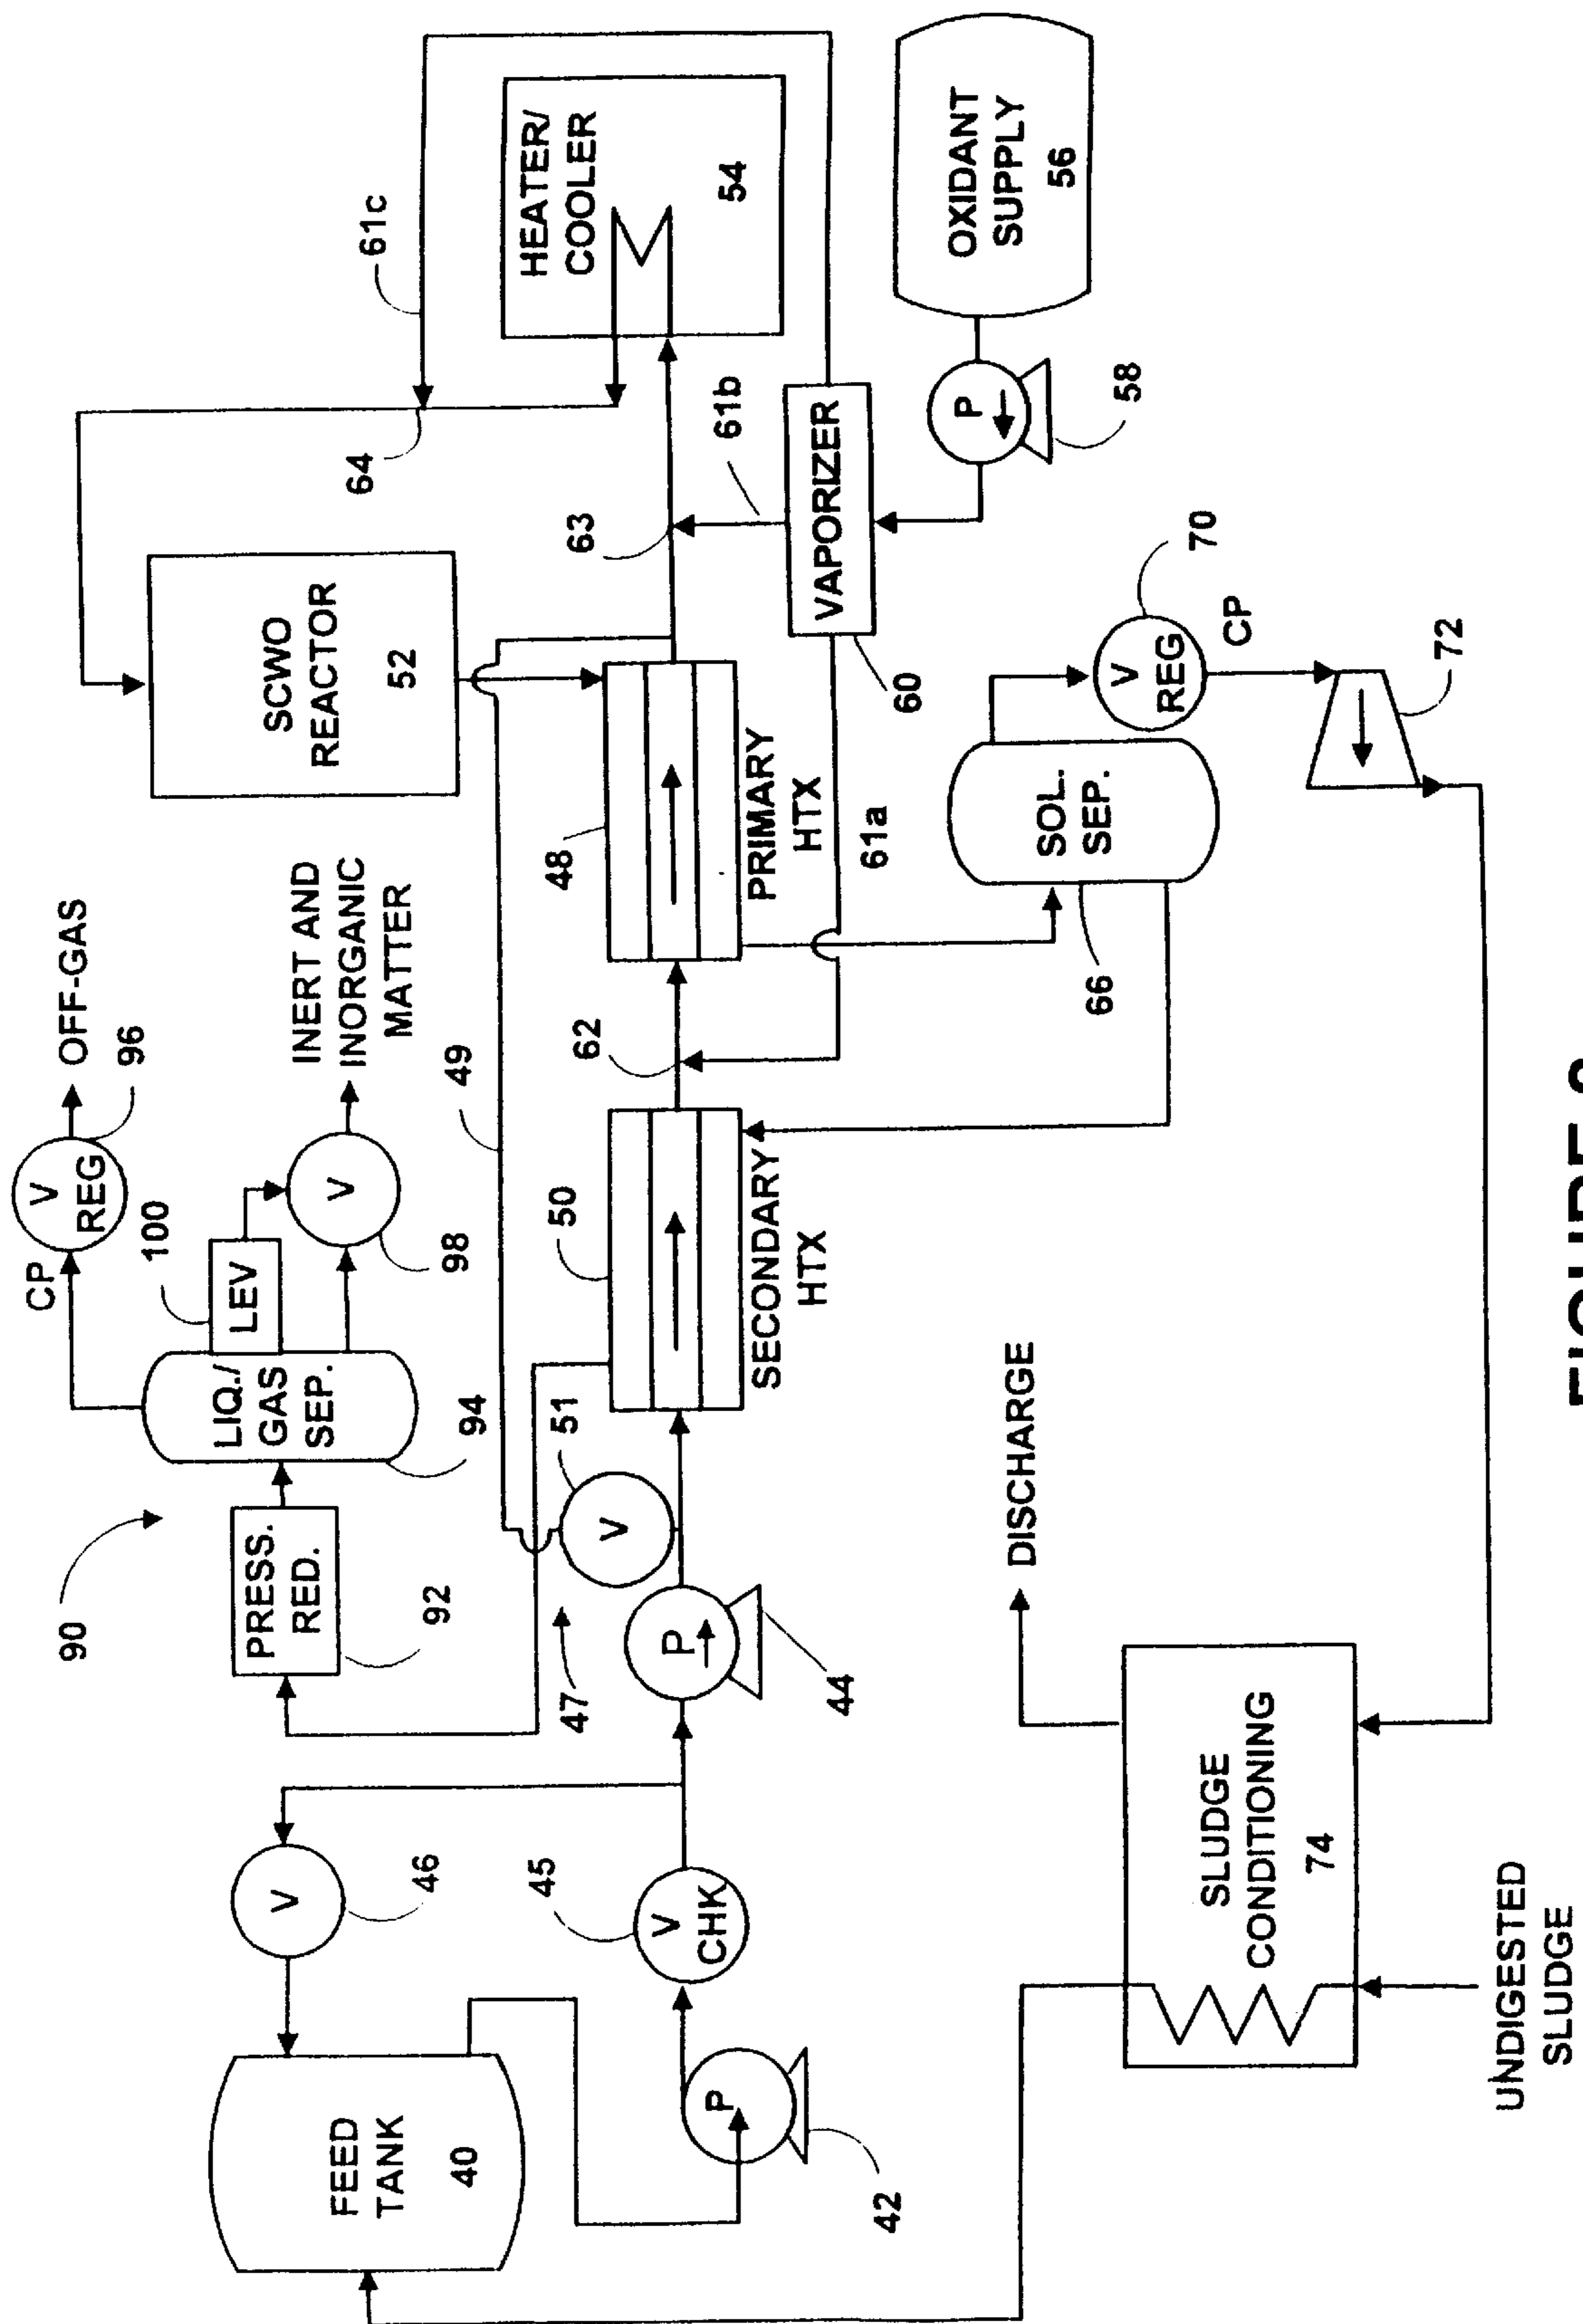 V
REG
96
OFF-GAS
CP
90
PRESS.
RED.
92
LIQ./
GAS
SEP.
94
LEV
100
V
98
INERT AND
INORGANIC
MATTER
FEED
TANK
40
V
46
49
SCWO
REACTOR
52
64
61c
HEATER/
COOLER
54
P
42
V
CHK
45
47
P
44
V
51
50
SECONDARY
HTX
62
48
PRIMARY
HTX
63
61b
61a
VAPORIZER
60
P
58
OXIDANT
SUPPLY
56
SOL.
SEP.
66
V
REG
70
CP
72
DISCHARGE
SLUDGE
CONDITIONING
74
UNDIGESTED
SLUDGE
FIGURE